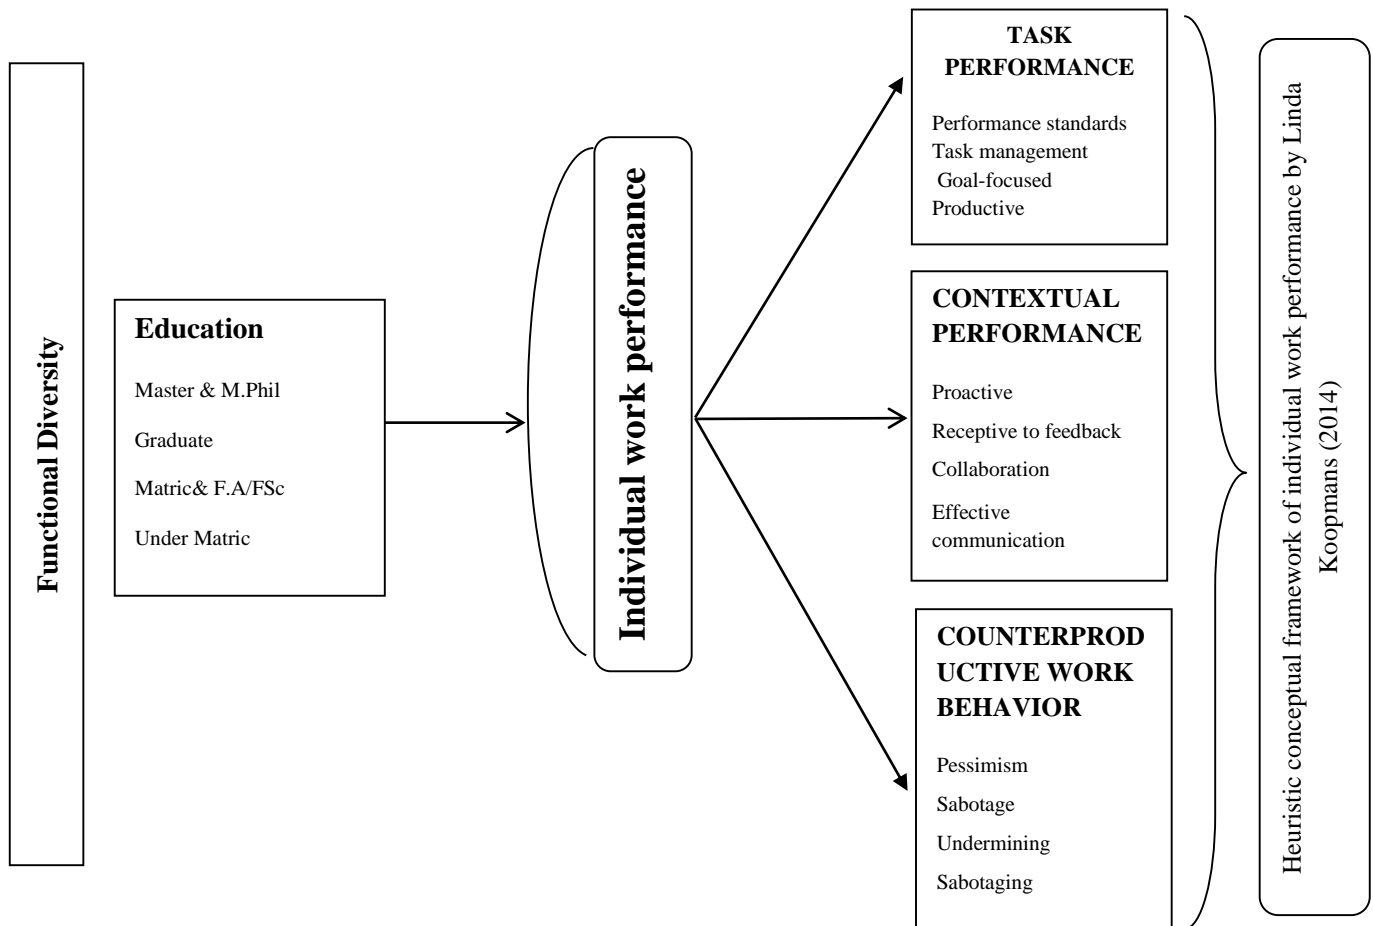 Functional Diversity
Education
Master & M.Phil
Graduate
Matric& F.A/FSc
Under Matric
Individual work performance
TASK
PERFORMANCE
Performance standards
Task management
Goal-focused
Productive
CONTEXTUAL
PERFORMANCE
Proactive
Receptive to feedback
Collaboration
Effective
communication
COUNTERPROD
UCTIVE WORK
BEHAVIOR
Pessimism
Sabotage
Undermining
Sabotaging
Heuristic conceptual framework of individual work performance by Linda
Koopmans (2014)